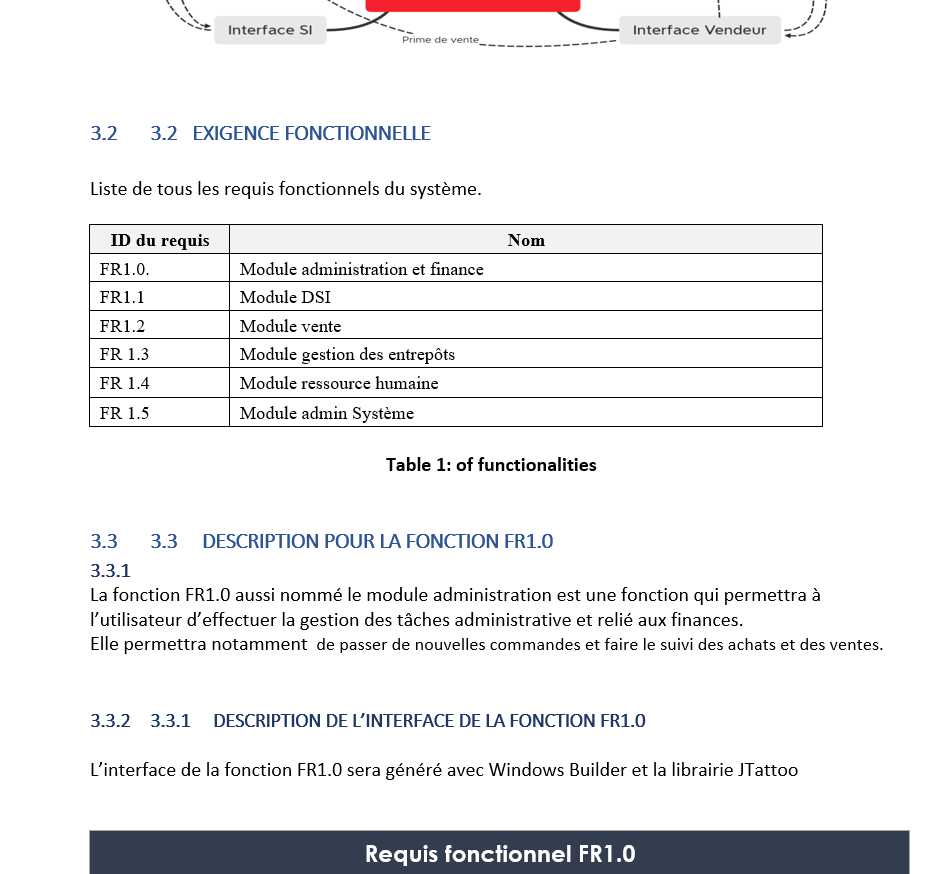 Interface SI
Prime de vente
Interface Vendeur
3.2 3.2 EXIGENCE FONCTIONNELLE
Liste de tous les requis fonctionnels du système.
ID du requis Nom
FR1.0. Module administration et finance
FR1.1 Module DSI
FR1.2 Module vente
FR 1.3 Module gestion des entrepôts
FR 1.4 Module ressource humaine
FR 1.5 Module admin Système
Table 1: of functionalities
3.3 3.3 DESCRIPTION POUR LA FONCTION FR1.0
3.3.1
La fonction FR1.0 aussi nommé le module administration est une fonction qui permettra à
l’utilisateur d’effectuer la gestion des tâches administrative et relié aux finances.
Elle permettra notamment de passer de nouvelles commandes et faire le suivi des achats et des ventes.
3.3.2 3.3.1 DESCRIPTION DE L’INTERFACE DE LA FONCTION FR1.0
L’interface de la fonction FR1.0 sera généré avec Windows Builder et la librairie JTattoo
Requis fonctionnel FR1.0